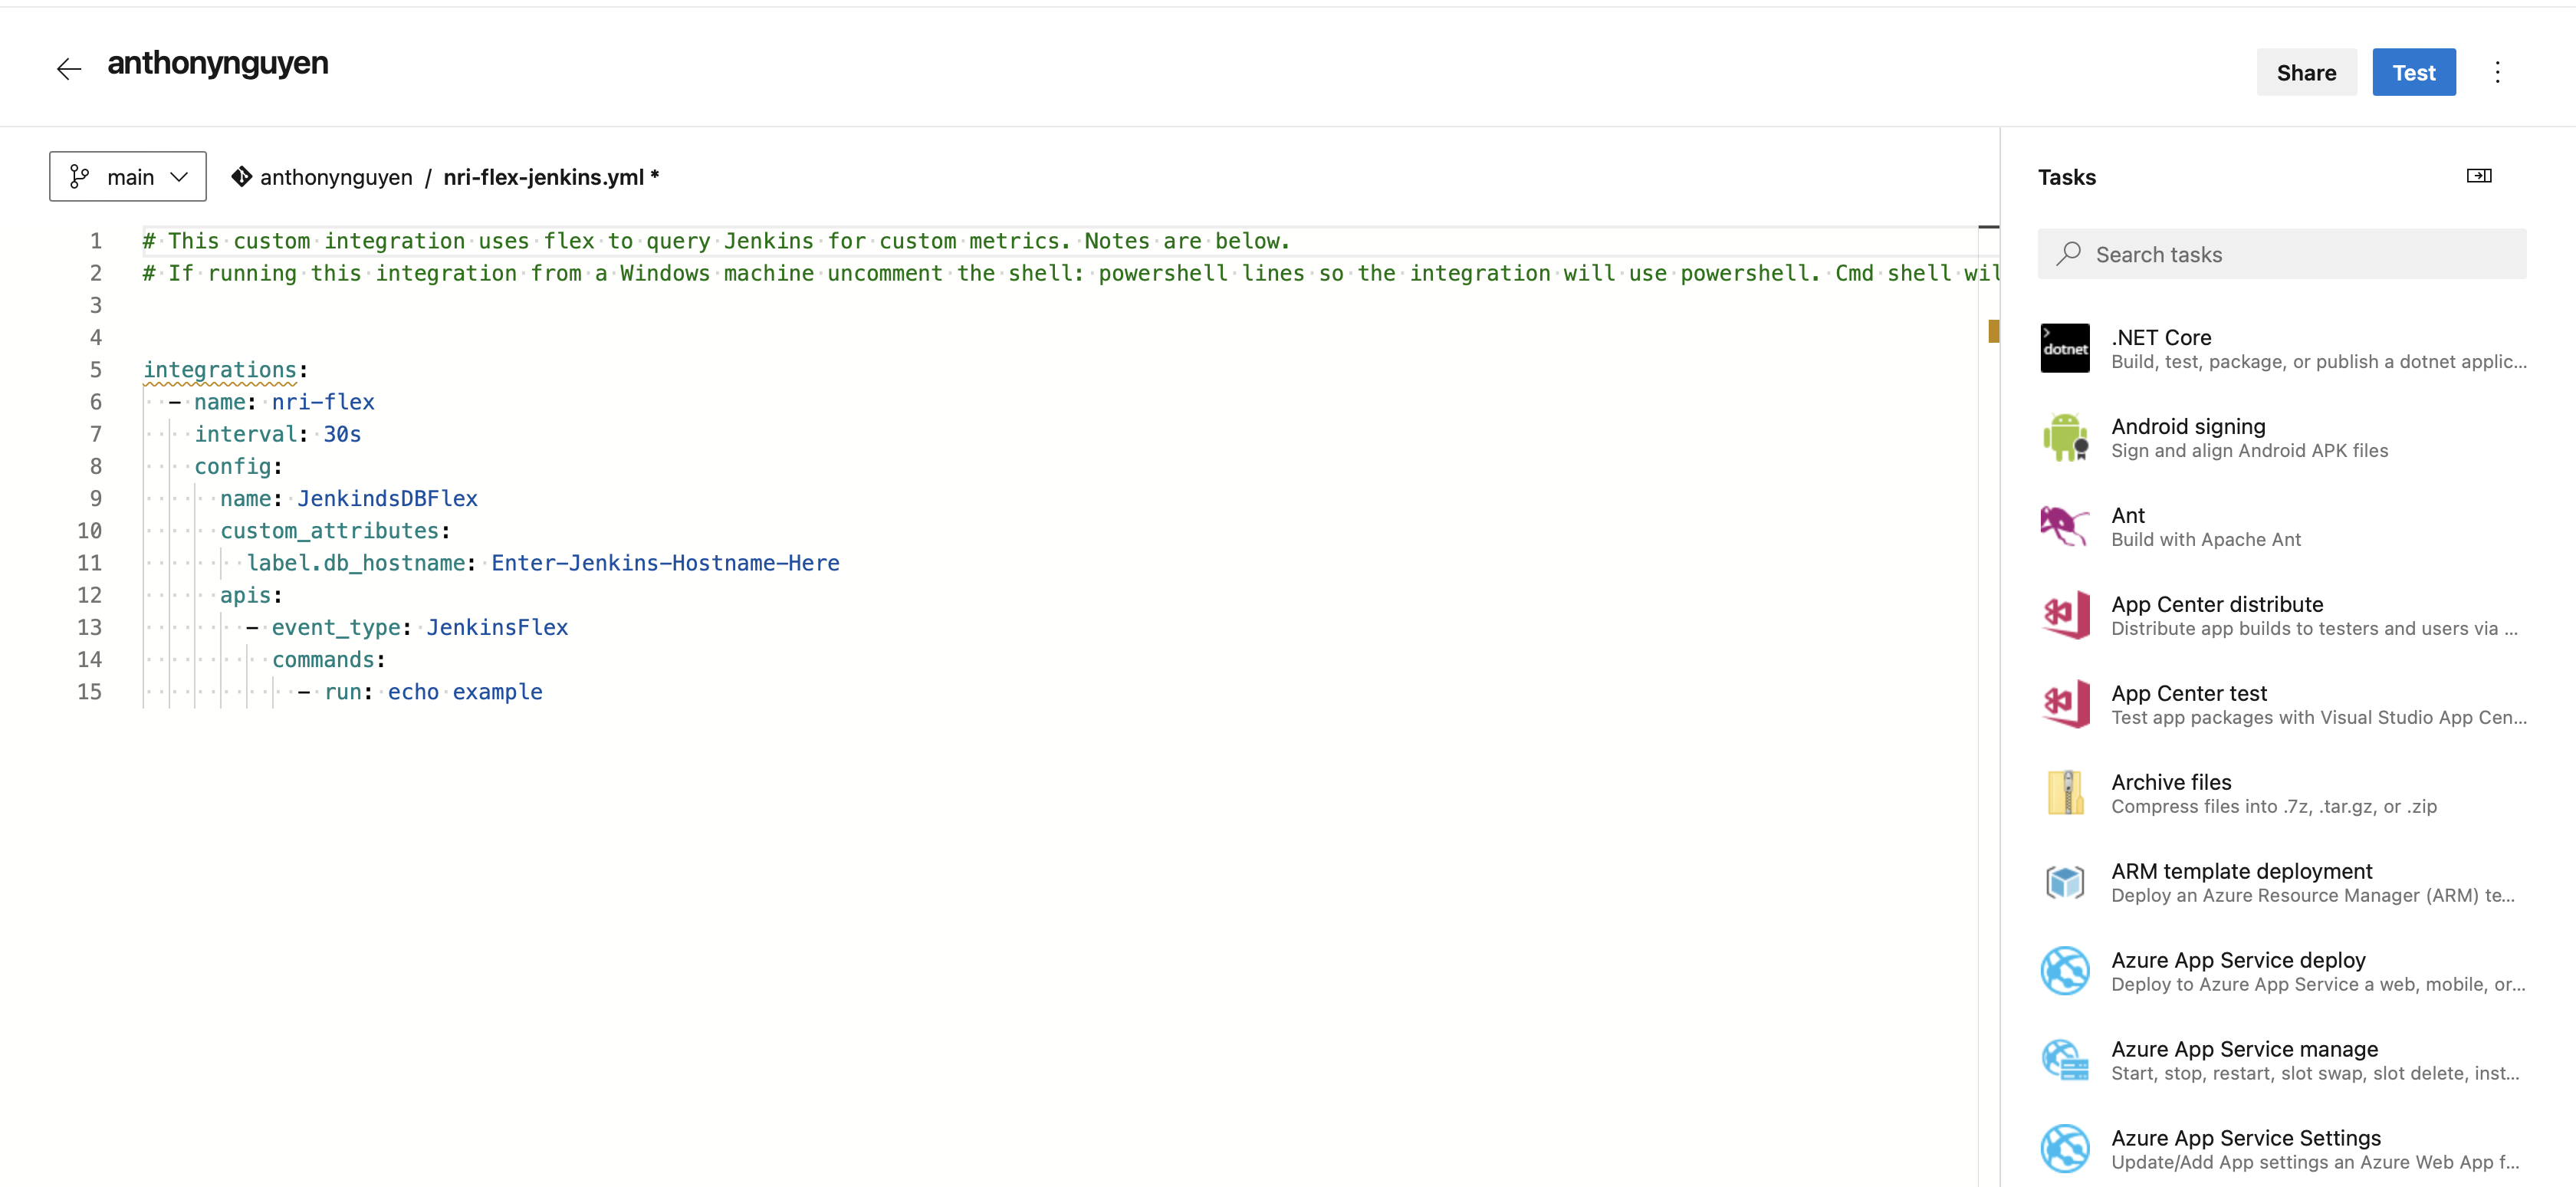 anthonynguyen
Share
Test
main
anthonynguyen / nri-flex-jenkins.yml *
1 # This custom integration uses flex to query Jenkins for custom metrics. Notes are below.
2 # If running this integration from a Windows machine uncomment the shell: powershell lines so the integration will use powershell. Cmd shell wil
3
4
5 integrations:
6   - name: nri-flex
7     interval: 30s
8     config:
9       name: JenkindsDBFlex
10       custom_attributes:
11         label.db_hostname: Enter-Jenkins-Hostname-Here
12       apis:
13         - event_type: JenkinsFlex
14           commands:
15             - run: echo example
Tasks
Search tasks
dotnet
.NET Core
Build, test, package, or publish a dotnet applic...
Android signing
Sign and align Android APK files
Ant
Build with Apache Ant
App Center distribute
Distribute app builds to testers and users via ...
App Center test
Test app packages with Visual Studio App Cen...
Archive files
Compress files into .7z, .tar.gz, or .zip
ARM template deployment
Deploy an Azure Resource Manager (ARM) te...
Azure App Service deploy
Deploy to Azure App Service a web, mobile, or...
Azure App Service manage
Start, stop, restart, slot swap, slot delete, inst...
Azure App Service Settings
Update/Add App settings an Azure Web App f...